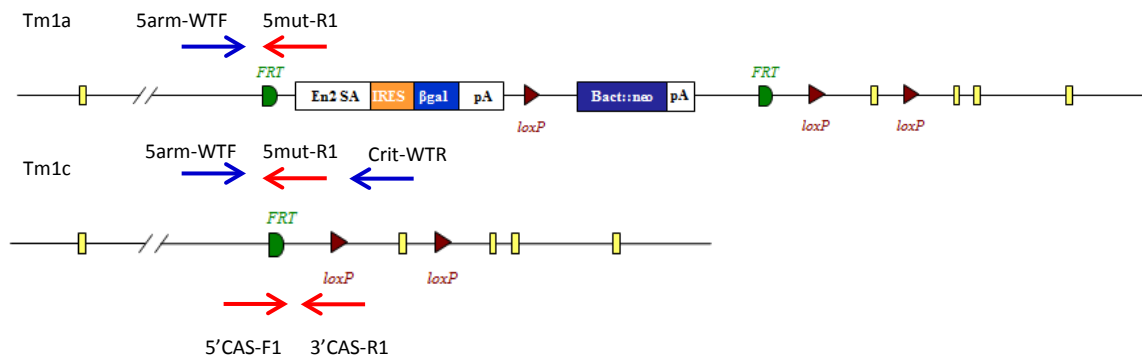 Tm1a 5arm-WTF 5mut-R1
FRT FRT
En2 SA IRES βgal pA Bact::neo pA
loxP loxP loxP
Tm1c 5arm-WTF 5mut-R1 Crit-WTR
FRT
loxP loxP
5’CAS-F1 3’CAS-R1